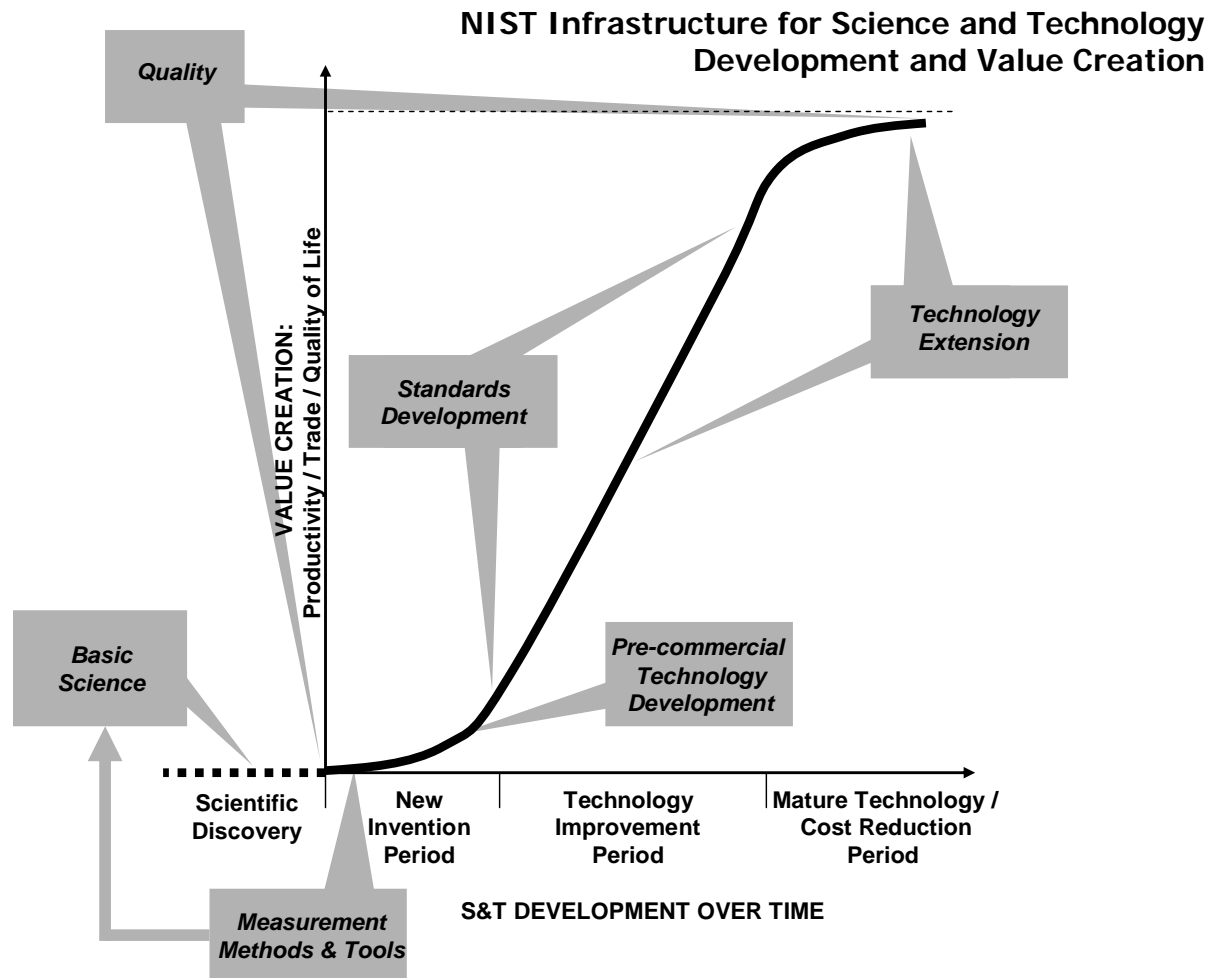 NIST Infrastructure for Science and Technology
Development and Value Creation
Quality
VALUE CREATION:
Productivity / Trade / Quality of Life
Technology
Extension
Standards
Development
Basic
Science
Pre-commercial
Technology
Development
Scientific
Discovery
New
Invention
Period
Technology
Improvement
Period
Mature Technology /
Cost Reduction
Period
Measurement
Methods & Tools
S&T DEVELOPMENT OVER TIME